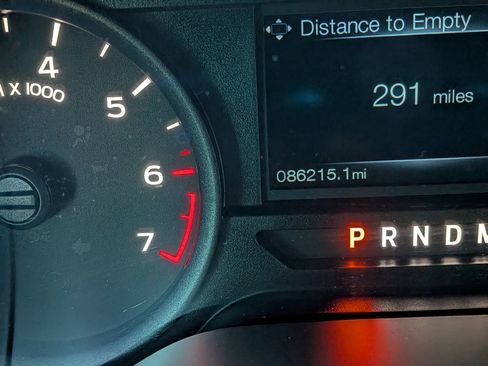 4
5
6
7
X 1000
Distance to Empty
291 miles
086215.1mi
P R N D M